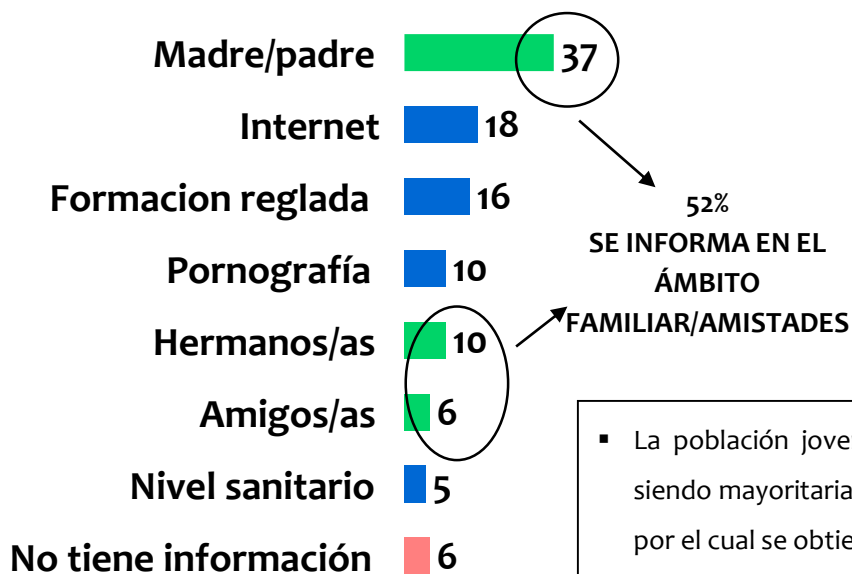 Madre/padre 37
Internet 18
Formacion reglada 16
Pornografía 10
Hermanos/as 10
Amigos/as 6
Nivel sanitario 5
No tiene información 6
52%
SE INFORMA EN EL
ÁMBITO
FAMILIAR/AMISTADES
▪ La población jove
siendo mayoritaria
por el cual se obtie